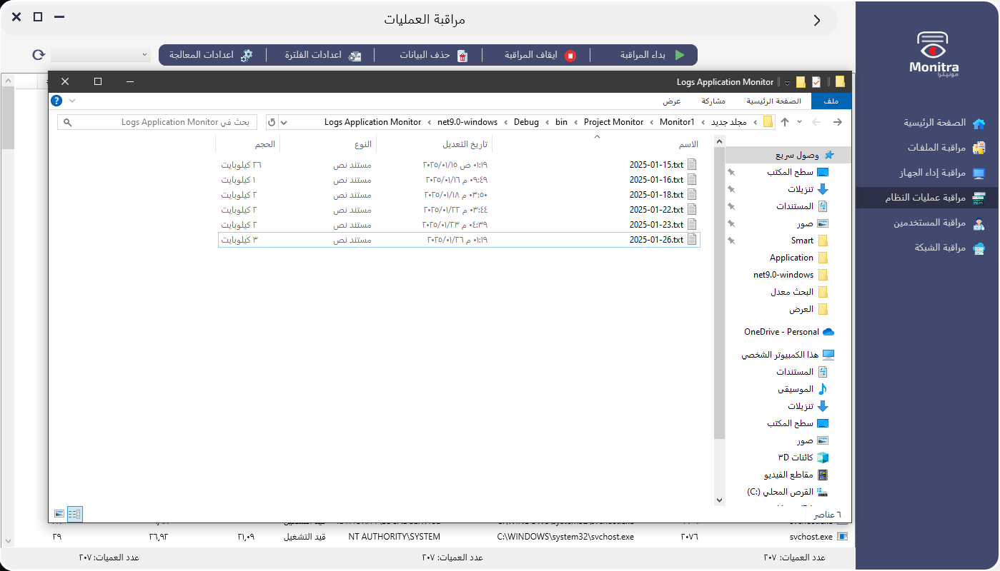 مراقبة العمليات
Monitra
مونيترا
بداء المراقبة
ايقاف المراقبة
حذف البيانات
اعدادات الفلترة
اعدادات المعالجة
الصفحة الرئيسية
مراقبة الملفات
مراقبة إداء الجهاز
مراقبة عمليات النظام
مراقبة المستخدمين
مراقبة الشبكة
Logs Application Monitor
ملف الصفحة الرئيسية مشاركة عرض
مجلد جديد ‹ Monitor1 ‹ Project Monitor ‹ bin ‹ Debug ‹ net9.0-windows ‹ Logs Application Monitor
بحث في Logs Application Monitor
الاسم تاريخ التعديل النوع الحجم
2025-01-15.txt ٠١:١٩ ص ٢٠٢٥/٠١/١٥ مستند نص ٢٦ كيلوبايت
2025-01-16.txt ٠٩:٤٩ م ٢٠٢٥/٠١/١٦ مستند نص ١ كيلوبايت
2025-01-18.txt ٠٣:٥٠ م ٢٠٢٥/٠١/١٨ مستند نص ٢ كيلوبايت
2025-01-22.txt ٠٣:٤٤ م ٢٠٢٥/٠١/٢٢ مستند نص ٢ كيلوبايت
2025-01-23.txt ٠٤:٣٩ م ٢٠٢٥/٠١/٢٣ مستند نص ٢ كيلوبايت
2025-01-26.txt ٠١:١٩ م ٢٠٢٥/٠١/٢٦ مستند نص ٣ كيلوبايت
وصول سريع
سطح المكتب
تنزيلات
المستندات
صور
Smart
Application
net9.0-windows
البحث معدل
العرض
OneDrive - Personal
هذا الكمبيوتر الشخصي
المستندات
الموسيقى
تنزيلات
سطح المكتب
صور
كائنات ٣D
مقاطع الفيديو
القرص المحلي (C:)
٦ عناصر
svchost.exe ٢٠٧٦ C:\WINDOWS\system32\svchost.exe NT AUTHORITY\SYSTEM قيد التشغيل ٢١,٠٩ ٢٦,٩٢ ٢٩
عدد العميات: ٢٠٧ عدد العميات: ٢٠٧ عدد العميات: ٢٠٧